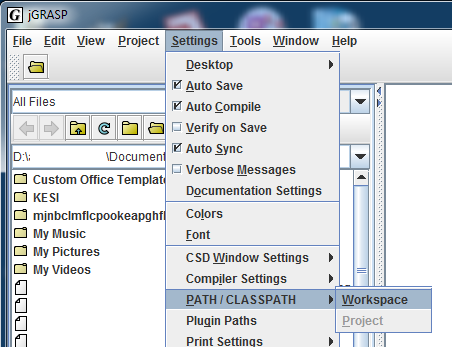 jGRASP
File Edit View Project Settings Tools Window Help
Desktop
Auto Save
All Files
Auto Compile
Verify on Save
Auto Sync
D:\ \Document
Verbose Messages
Custom Office Templat
Documentation Settings
KESI
mjnbclmflcpookeapghfl
Colors
My Music
Font
My Pictures
My Videos
CSD Window Settings
Compiler Settings
PATH / CLASSPATH
Workspace
Plugin Paths
Project
Print Settings